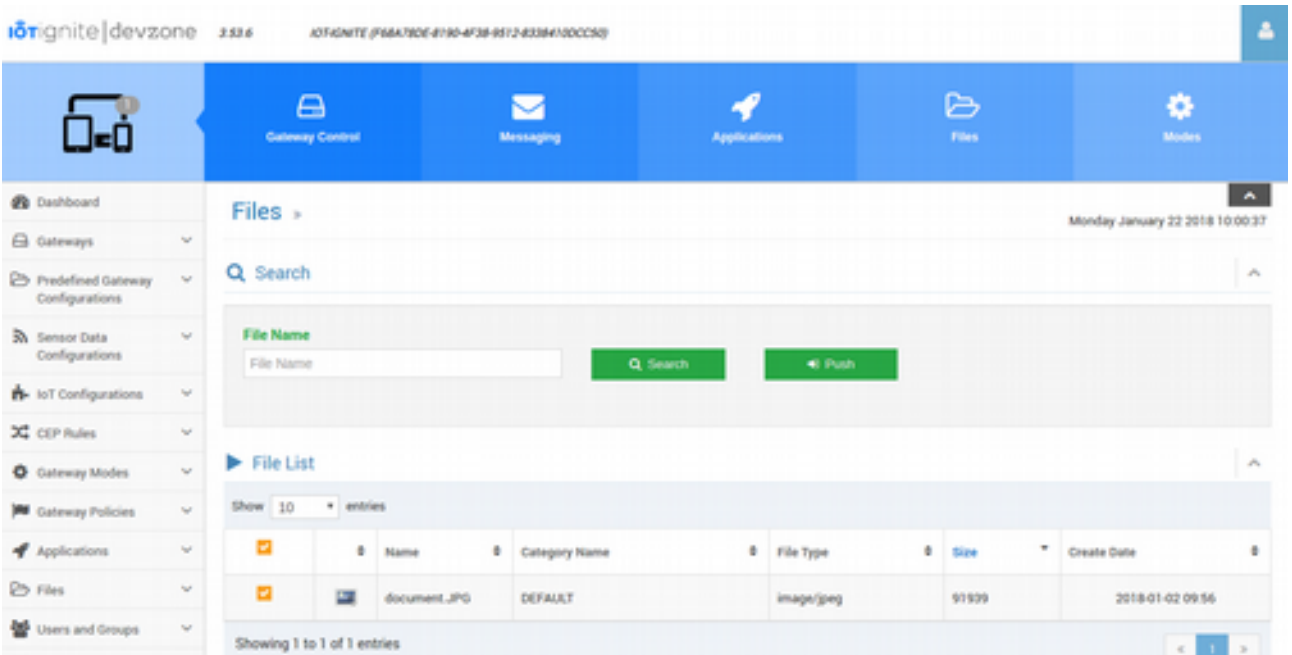 IOTignite|devzone 3.53.6
Gateway Control
Messaging
Applications
Files
Modes
Dashboard
Gateways
Predefined Gateway
Configurations
Sensor Data
Configurations
IoT Configurations
CEP Rules
Gateway Modes
Gateway Policies
Applications
Files
Users and Groups
Files »
Monday January 22 2018 10:00:37
Search
File Name
File Name
Search
Push
File List
Show 10 entries
Name Category Name File Type Size Create Date
document.JPG DEFAULT image/jpeg 91939 2018-01-02 09:56
Showing 1 to 1 of 1 entries
< 1 >